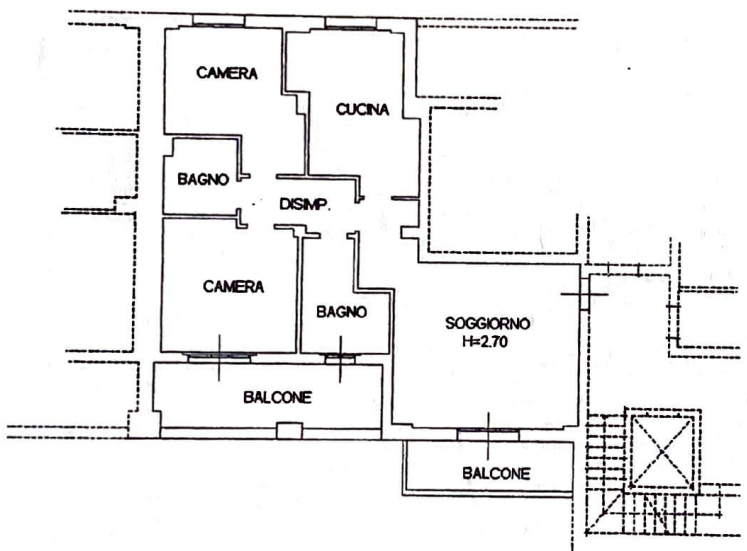 CAMERA
CUCINA
BAGNO
DISIMP.
CAMERA
BAGNO
SOGGIORNO
H=2.70
BALCONE
BALCONE